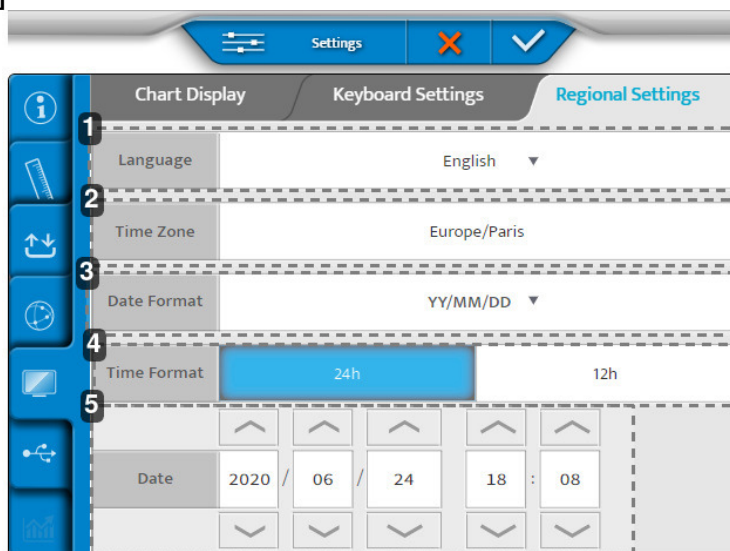 Settings
Chart Display Keyboard Settings Regional Settings
1
Language English ▼
2
Time Zone Europe/Paris
3
Date Format YY/MM/DD ▼
4
Time Format 24h 12h
5
Date 2020 / 06 / 24 18 : 08